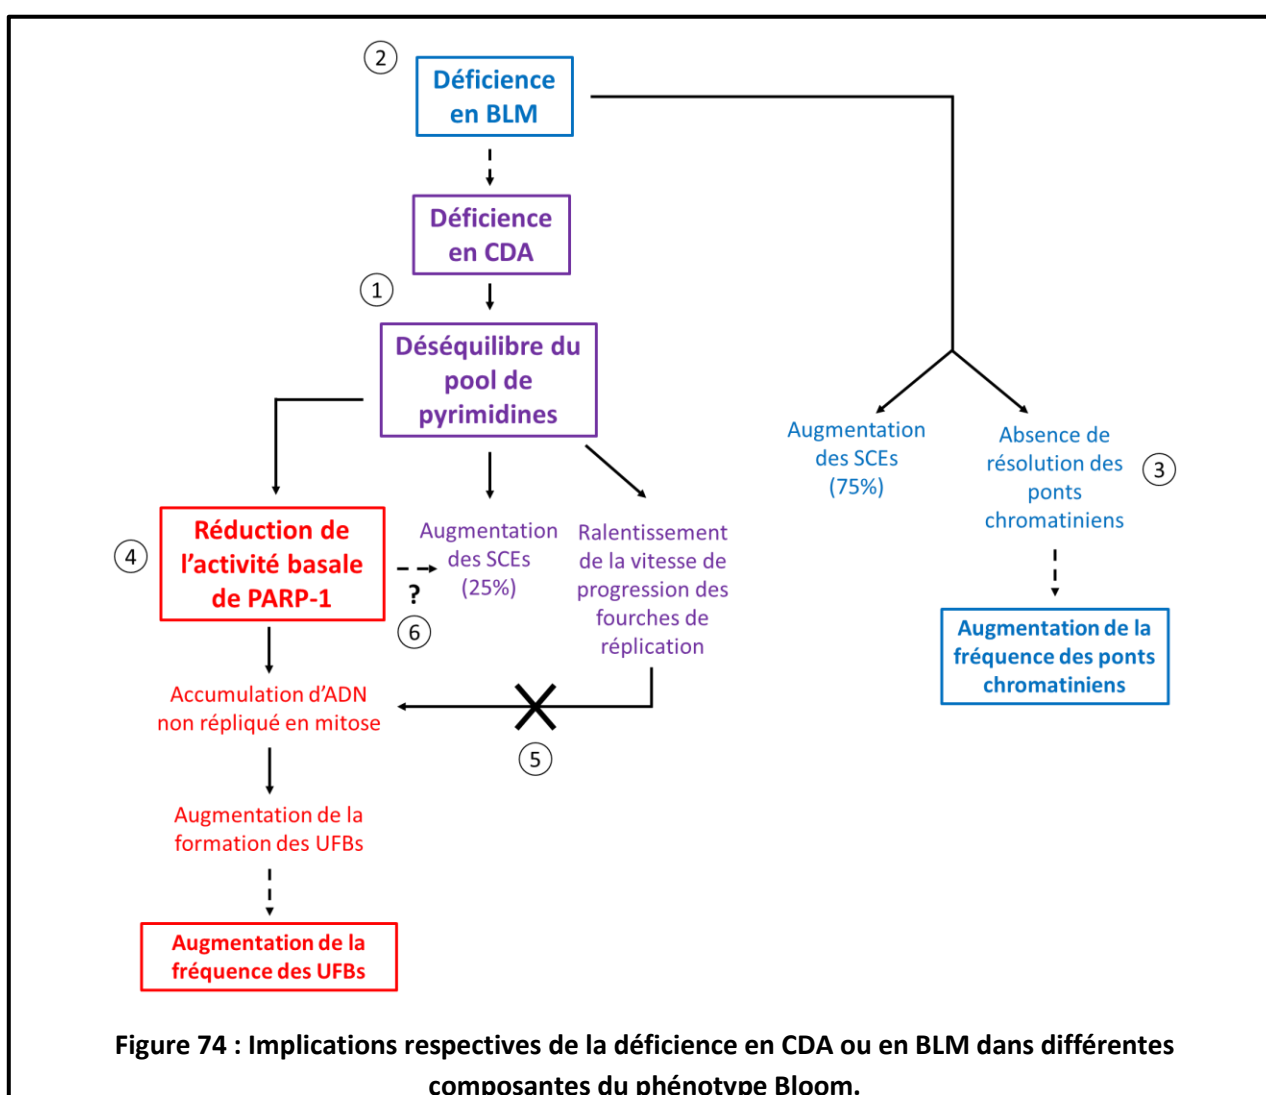 2
Déficience
en BLM
Déficience
en CDA
1
Déséquilibre du
pool de
pyrimidines
Augmentation
des SCEs
(75%)
Absence de
résolution des
ponts
chromatiniens
3
4
Réduction de
l'activité basale
de PARP-1
?
6
Augmentation
des SCEs
(25%)
Ralentissement
de la vitesse de
progression des
fourches de
réplication
Augmentation de la
fréquence des ponts
chromatiniens
Accumulation d'ADN
non répliqué en mitose
5
Augmentation de la
formation des UFBs
Augmentation de la
fréquence des UFBs
Figure 74 : Implications respectives de la déficience en CDA ou en BLM dans différentes
composantes du phénotype Bloom.